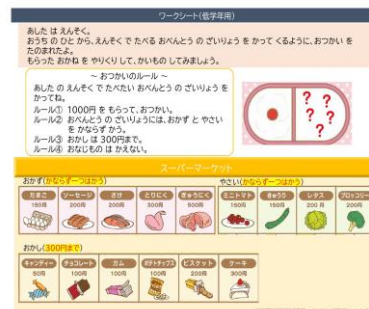 ワークシート(低学年用)
あした は えんそく。
おうち の ひと から、えんそく で たべる おべんとう の ざいりょう を かって くるように、おつかい を
たのまれたよ。
もらった おかね を やりくり して、かいもの してみましょう。
～ おつかいのルール ～
あした の えんそく で たべたい おべんとう の ざいりょう を
かってね。
ルール① 1000円 を もらって、おつかい。
ルール② おべんとう の ざいりょうには、おかず と やさい
を かならず かう。
ルール③ おかし は 300円まで。
ルール④ おなじもの は かえない。
? ? ? ? ?
スーパーマーケット
おかず(かならず一つはかう)
やさい(かならず一つはかう)
たまご
150円
ソーセージ
200円
さけ
200円
とりにく
300円
ぎゅうにく
500円
ミニトマト
150円
きゅうり
150円
レタス
200円
ブロッコリー
200円
おかし(300円まで)
キャンディー
50円
チョコレート
100円
ガム
100円
ポテトチップス
100円
ビスケット
200円
ケーキ
300円